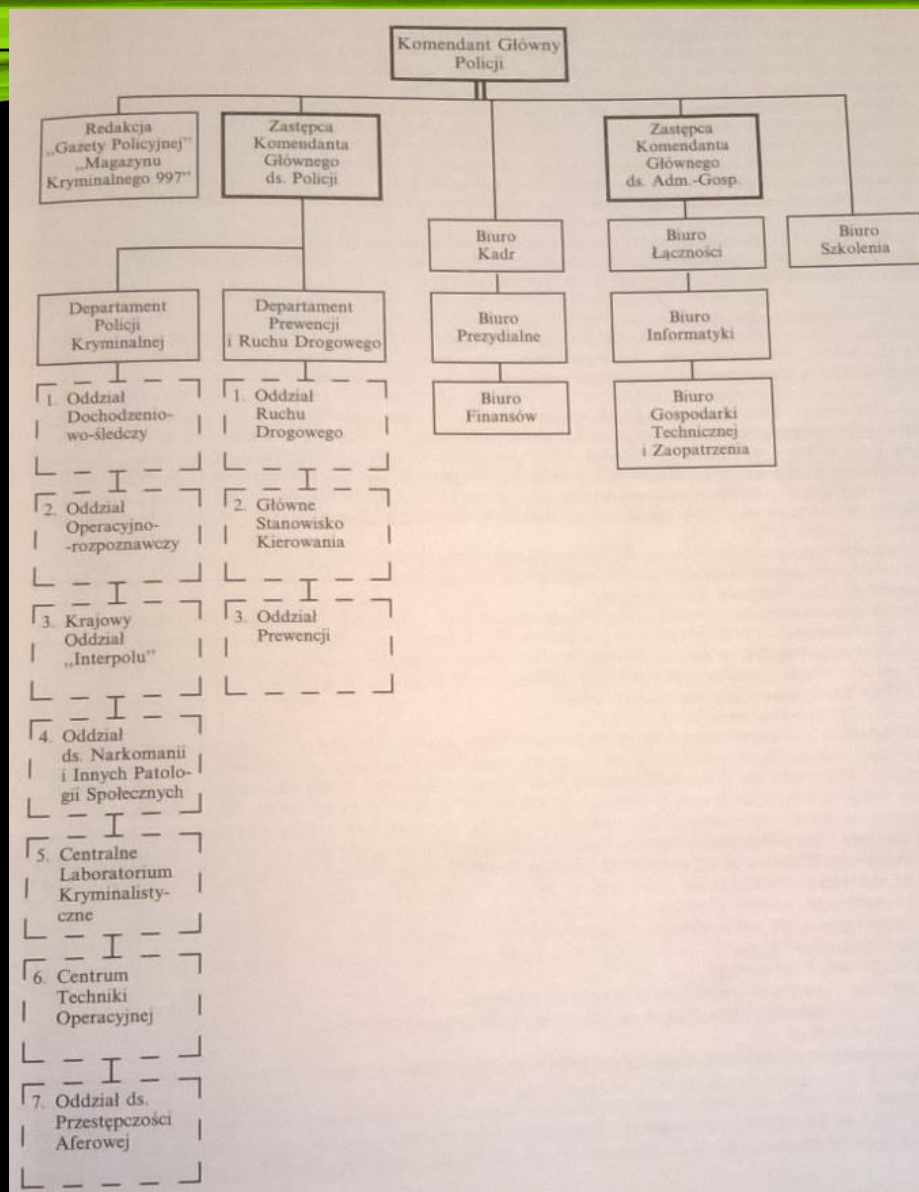 Komendant Główny
Policji
Redakcja
„Gazety Policyjnej”
„Magazynu
Kryminalnego 997”
Zastępca
Komendanta
Głównego
ds. Policji
Zastępca
Komendanta
Głównego
ds. Adm.-Gosp.
Biuro
Kadr
Biuro
Łączności
Biuro
Szkolenia
Departament
Policji
Kryminalnej
Departament
Prewencji
i Ruchu Drogowego
Biuro
Prezydialne
Biuro
Informatyki
Biuro
Finansów
Biuro
Gospodarki
Technicznej
i Zaopatrzenia
1. Oddział
Dochodzenio-
wo-śledczy
2. Oddział
Operacyjno-
-rozpoznawczy
3. Krajowy
Oddział
„Interpolu”
4. Oddział
ds. Narkomanii
i Innych Patolo-
gii Społecznych
5. Centralne
Laboratorium
Kryminalisty-
czne
6. Centrum
Techniki
Operacyjnej
7. Oddział ds.
Przestępczości
Aferowej
1. Oddział
Ruchu
Drogowego
2. Główne
Stanowisko
Kierowania
3. Oddział
Prewencji